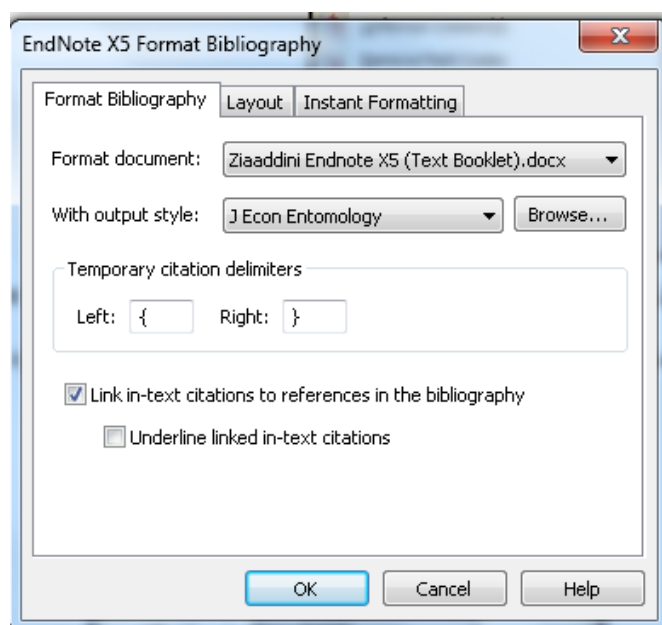 EndNote X5 Format Bibliography
Format Bibliography Layout Instant Formatting
Format document: Ziaaddini Endnote X5 (Text Booklet).docx
With output style: J Econ Entomology Browse...
Temporary citation delimiters
Left: { Right: }
Link in-text citations to references in the bibliography
Underline linked in-text citations
OK Cancel Help